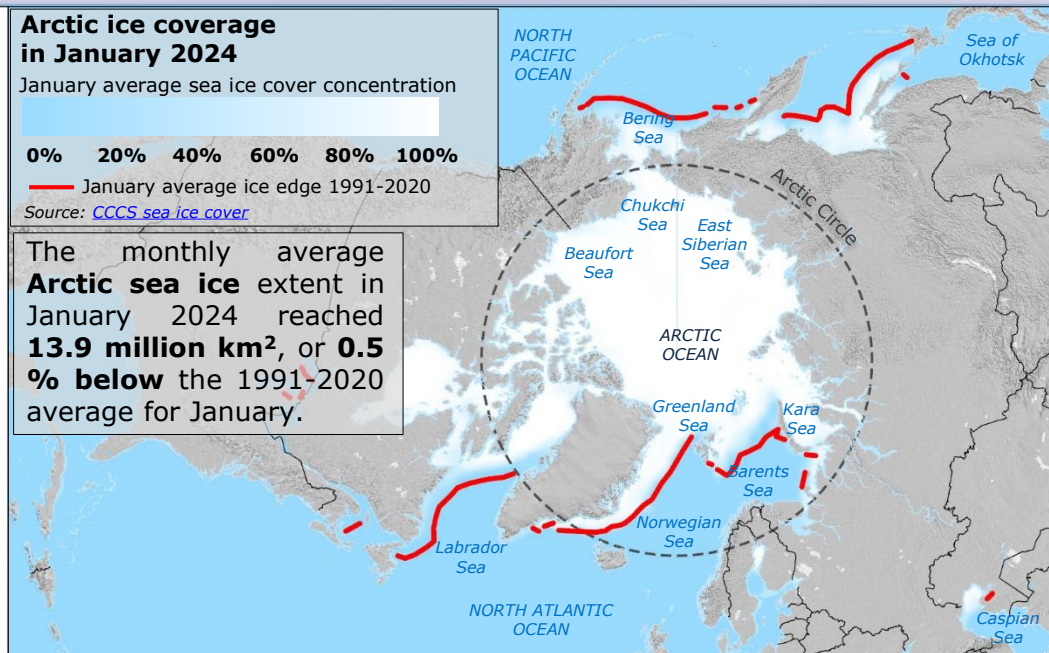 Arctic ice coverage
in January 2024
January average sea ice cover concentration
0% 20% 40% 60% 80% 100%
January average ice edge 1991-2020
Source: CCCS sea ice cover
The monthly average
Arctic sea ice extent in
January 2024 reached
13.9 million km², or 0.5
% below the 1991-2020
average for January.
NORTH
PACIFIC
OCEAN
Sea of
Okhotsk
Bering
Sea
Arctic Circle
Chukchi
Sea
East
Siberian
Sea
Beaufort
Sea
ARCTIC
OCEAN
Greenland
Sea
Kara
Sea
Barents
Sea
Norwegian
Sea
Labrador
Sea
NORTH ATLANTIC
OCEAN
Caspian
Sea